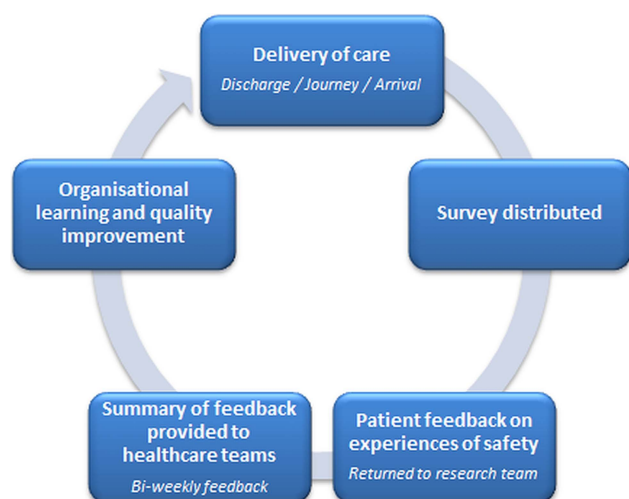 Delivery of care
Discharge / Journey / Arrival
Survey distributed
Patient feedback on
experiences of safety
Returned to research team
Summary of feedback
provided to
healthcare teams
Bi-weekly feedback
Organisational
learning and quality
improvement